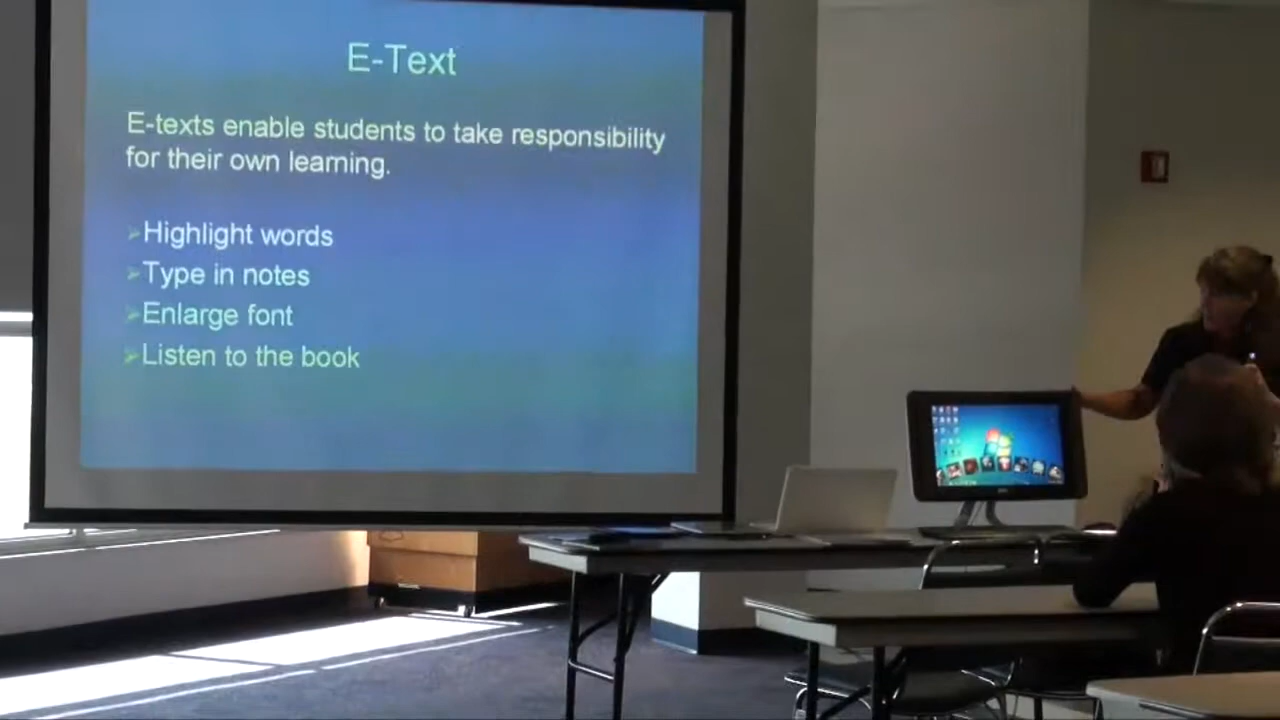 E-Text
E-texts enable students to take responsibility
for their own learning.
➢Highlight words
➢Type in notes
➢Enlarge font
➢Listen to the book